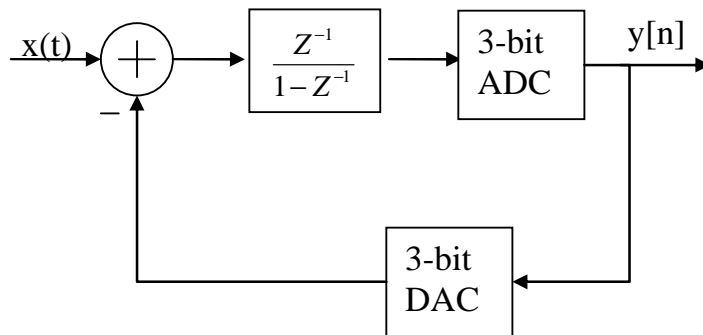 x(t)
+
−
Z^{-1}
1 − Z^{-1}
3-bit
ADC
y[n]
3-bit
DAC